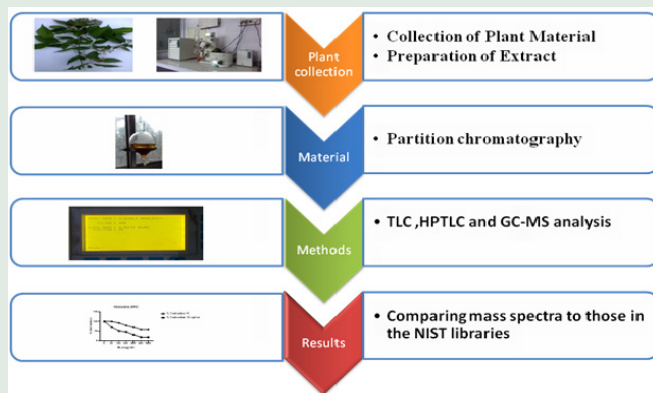 Plant
collection
• Collection of Plant Material
• Preparation of Extract
Material
• Partition chromatography
Methods
• TLC ,HPTLC and GC-MS analysis
Results
• Comparing mass spectra to those in
the NIST libraries